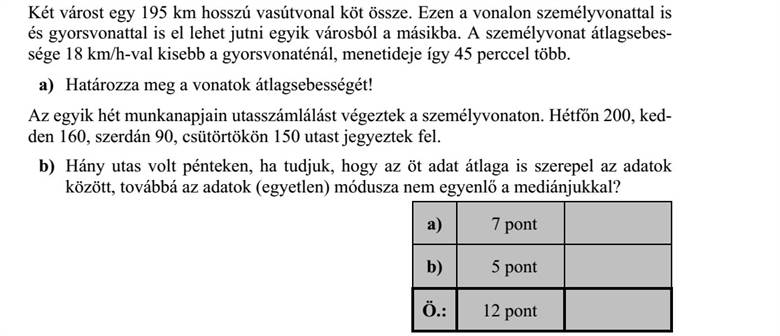 Két várost egy 195 km hosszú vasútvonal köt össze. Ezen a vonalon személyvonattal is
és gyorsvonattal is el lehet jutni egyik városból a másikba. A személyvonat átlagsebes-
sége 18 km/h-val kisebb a gyorsvonaténál, menetideje így 45 perccel több.
a) Határozza meg a vonatok átlagsebességét!
Az egyik hét munkanapjain utasszámlálást végeztek a személyvonaton. Hétfőn 200, ked-
den 160, szerdán 90, csütörtökön 150 utast jegyeztek fel.
b) Hány utas volt pénteken, ha tudjuk, hogy az öt adat átlaga is szerepel az adatok
között, továbbá az adatok (egyetlen) módusza nem egyenlő a mediánjukkal?
a) 7 pont
b) 5 pont
Ö.: 12 pont